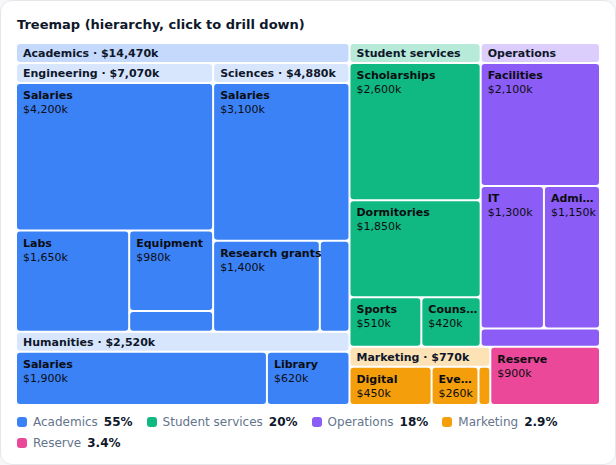 Treemap (hierarchy, click to drill down)
Academics · $14,470k
Student services
Operations
Engineering · $7,070k
Sciences · $4,880k
Salaries
$4,200k
Salaries
$3,100k
Scholarships
$2,600k
Facilities
$2,100k
Dormitories
$1,850k
IT
$1,300k
Admi…
$1,150k
Labs
$1,650k
Equipment
$980k
Research grants
$1,400k
Sports
$510k
Couns…
$420k
Humanities · $2,520k
Salaries
$1,900k
Library
$620k
Marketing · $770k
Digital
$450k
Eve…
$260k
Reserve
$900k
Academics 55%
Student services 20%
Operations 18%
Marketing 2.9%
Reserve 3.4%